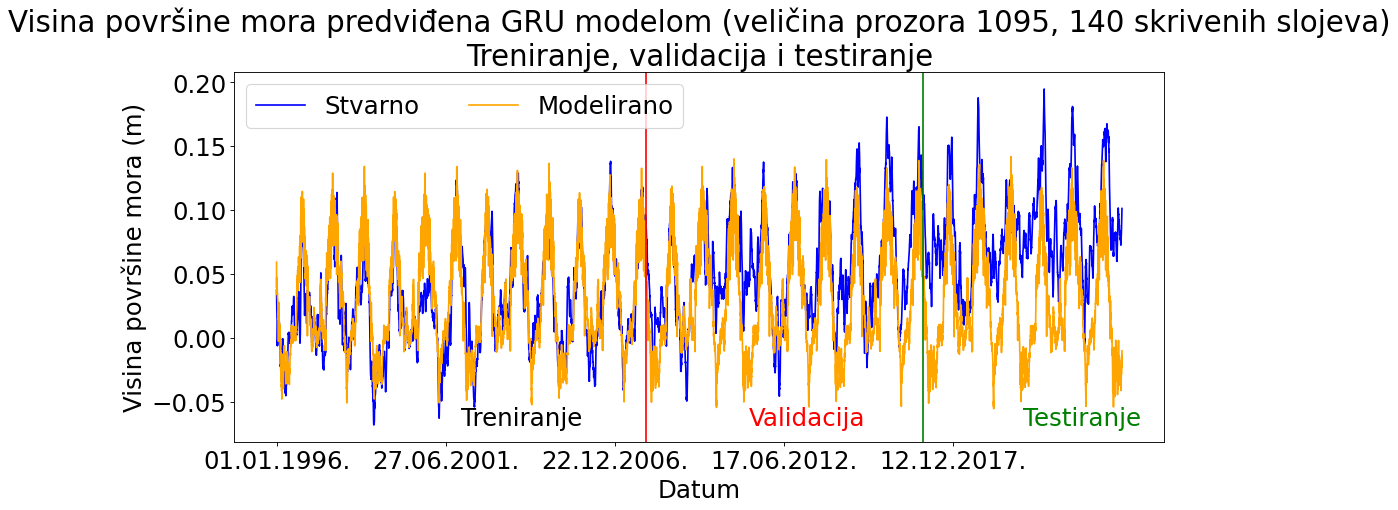 Visina površine mora predviđena GRU modelom (veličina prozora 1095, 140 skrivenih slojeva)
Treniranje, validacija i testiranje
Stvarno
Modelirano
Visina površine mora (m)
0.20
0.15
0.10
0.05
0.00
−0.05
Treniranje
Validacija
Testiranje
01.01.1996.
27.06.2001.
22.12.2006.
17.06.2012.
12.12.2017.
Datum